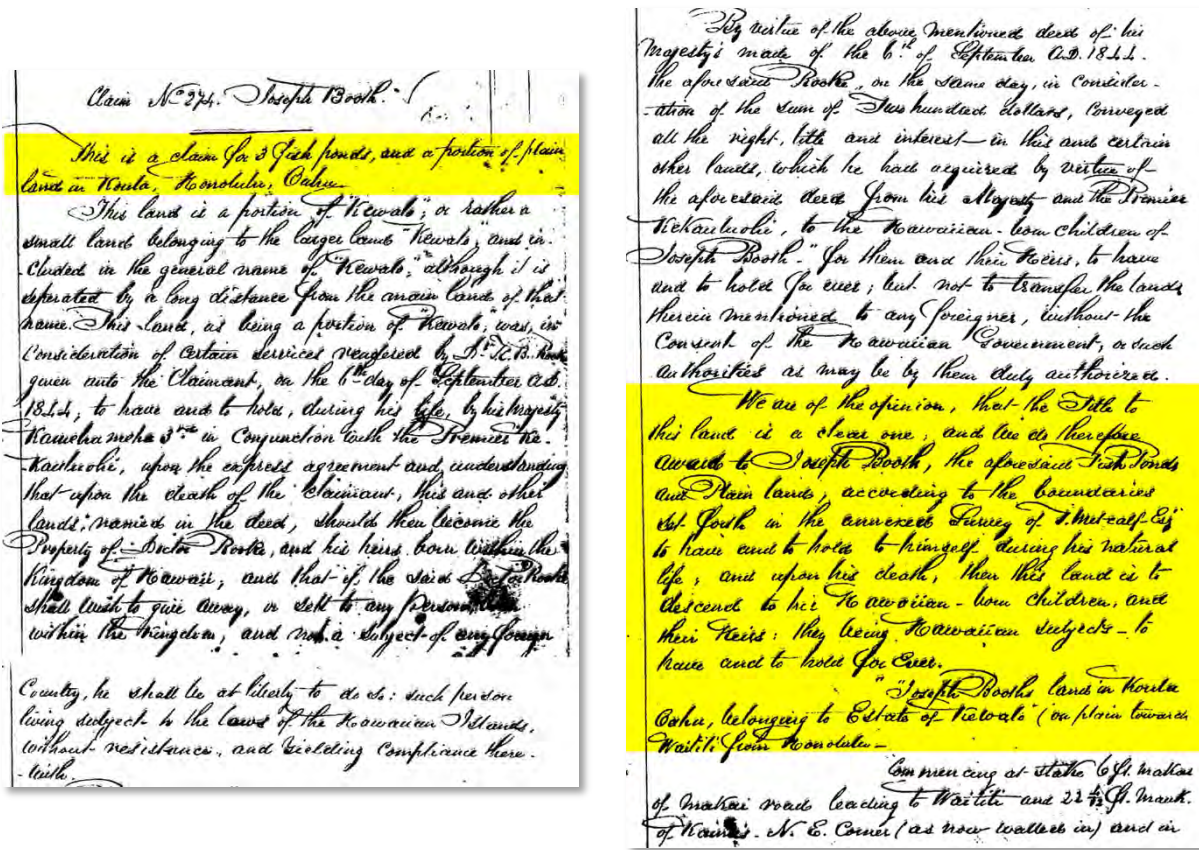 Claim No 274. Joseph Booth.
This is a claim for 3 fish ponds, and a portion of plain
land in Koula, Honolulu, Oahu
This land is a portion of "Kewalo", or rather a
small land belonging to the larger land "Kewalo", and in-
-cluded in the general name of "Kewalo", although it is
seperated by a long distance from the main land of that
name. This land, as being a portion of "Kewalo", was, in
Consideration of certain services rendered by Dr. T. C. B. Rooke
given unto the Claimant, on the 6th day of September A.D.
1844; to have and to hold, during his life, by his Majesty
Kamehameha 3rd in Conjunction with the Premier Ke-
-kauluohi, upon the express agreement and understanding
that upon the death of the Claimant, this and other
lands, named in the deed, should then become the
Property of Doctor Rooke, and his heirs, born within the
Kingdom of Hawaii; and that if the said Doctor Rooke
shall wish to give away, or sell to any person,
within the Kingdom, and not a subject of any foreign
Country, he shall be at liberty to do so: such person
living subject to the laws of the Hawaiian Islands,
without resistance, and yielding compliance there-
-with.
By virtue of the above mentioned deed of his
Majesty's made of the 6th of September A.D. 1844.
the aforesaid Rooke, on the same day, in consider-
-ation of the sum of Two hundred dollars, conveyed
all the right, title and interest in this and certain
other lands, which he had acquired by virtue of
the aforesaid deed from his Majesty and the Premier
Kekauluohi, to the Hawaiian-born children of
Joseph Booth. for them and their Heirs, to have
and to hold for ever; but not to transfer the lands
therein mentioned to any foreigner, without the
Consent of the Hawaiian Government, or such
authorities as may be by them duly authorized.
We are of the opinion, that the Title to
this land is a clear one; and we do therefore
award to Joseph Booth, the aforesaid Fish Ponds
and Plain lands, according to the boundaries
set forth in the annexed Survey of T. Metcalf Esqr
to have and to hold to himself during his natural
life; and upon his death, then this land is to
descend to his Hawaiian-born children, and
their Heirs: they being Hawaiian subjects - to
have and to hold for Ever.
"Joseph Booths land in Koula
Oahu, belonging to Estate of Kewalo" (on plain towards
Waititi from Honolulu -
Commencing at stake 6 ft. makai
of makai road leading to Waititi and 22 ft. Mauk.
of N. E. Corner (as now walled in) and in